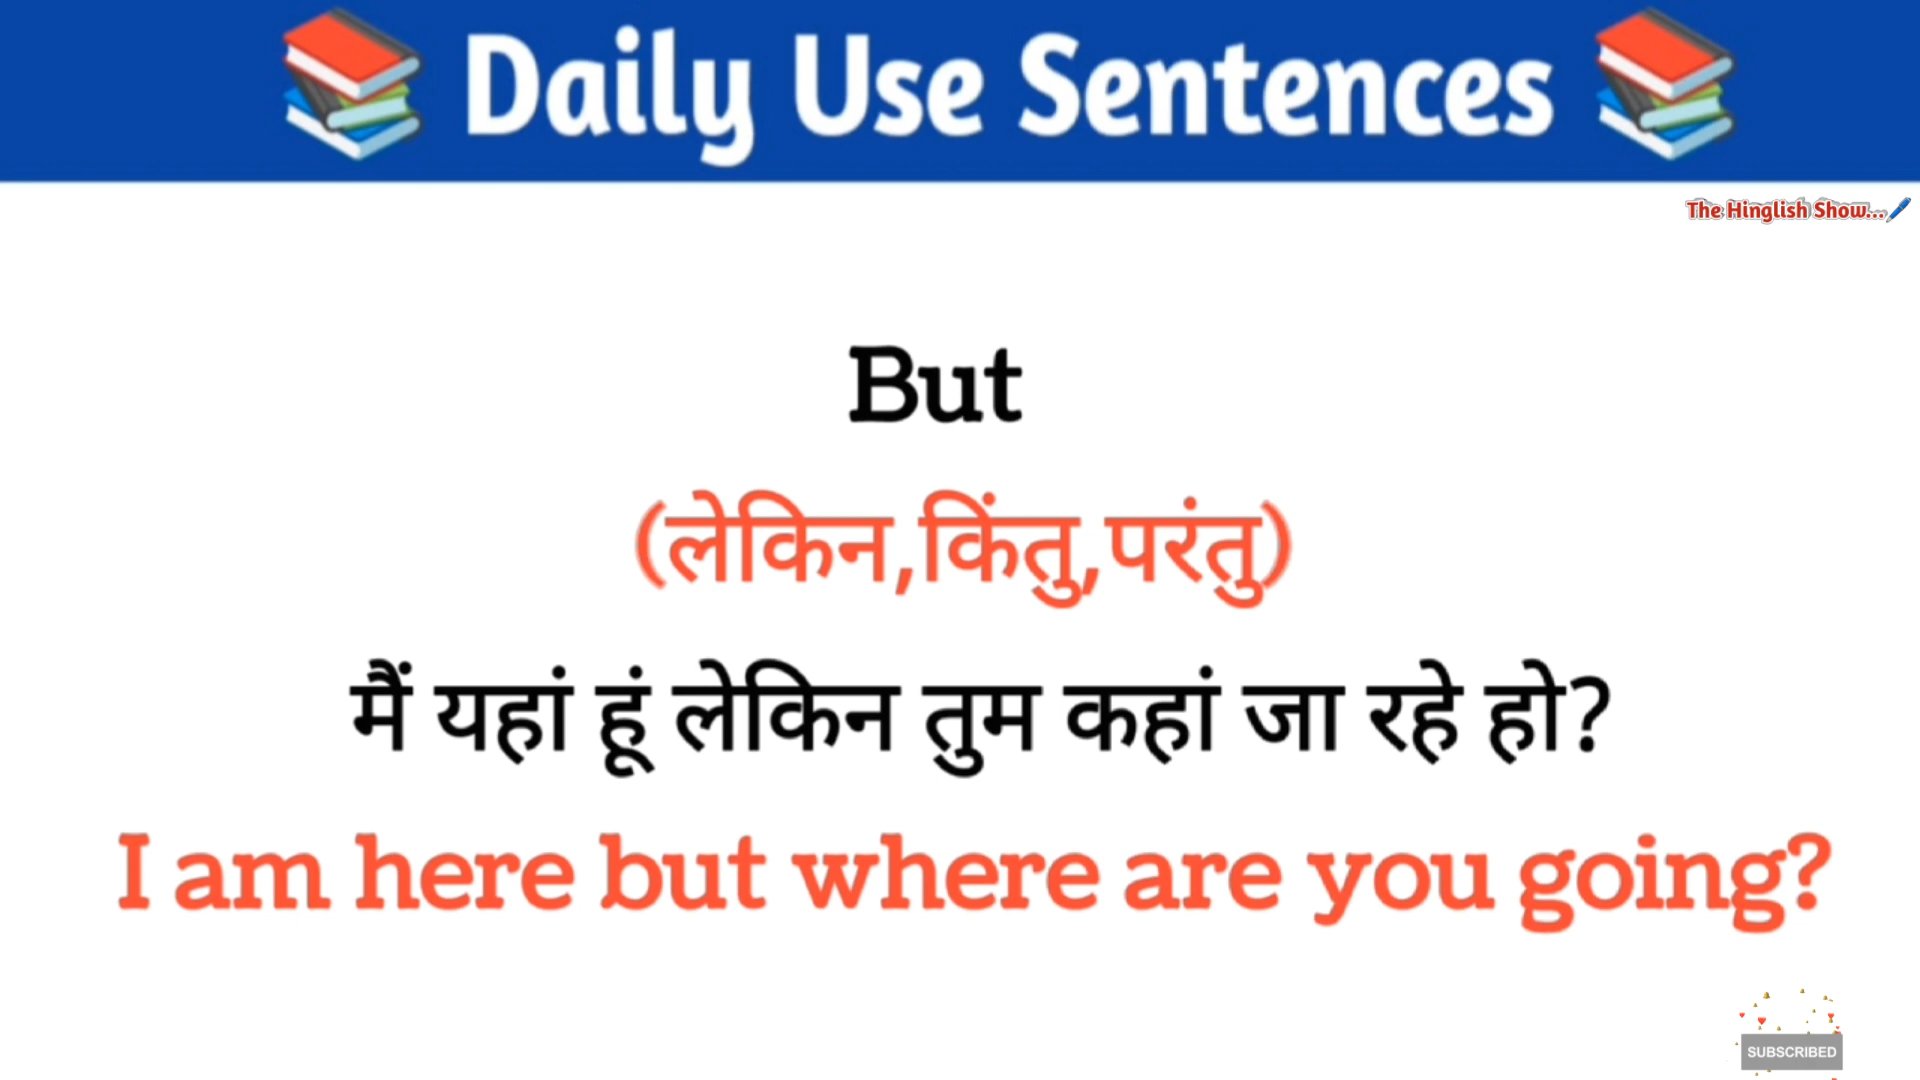 Daily Use Sentences
The Hinglish Show...
But
(लेकिन,किंतु,परंतु)
मैं यहां हूं लेकिन तुम कहां जा रहे हो?
I am here but where are you going?
SUBSCRIBED